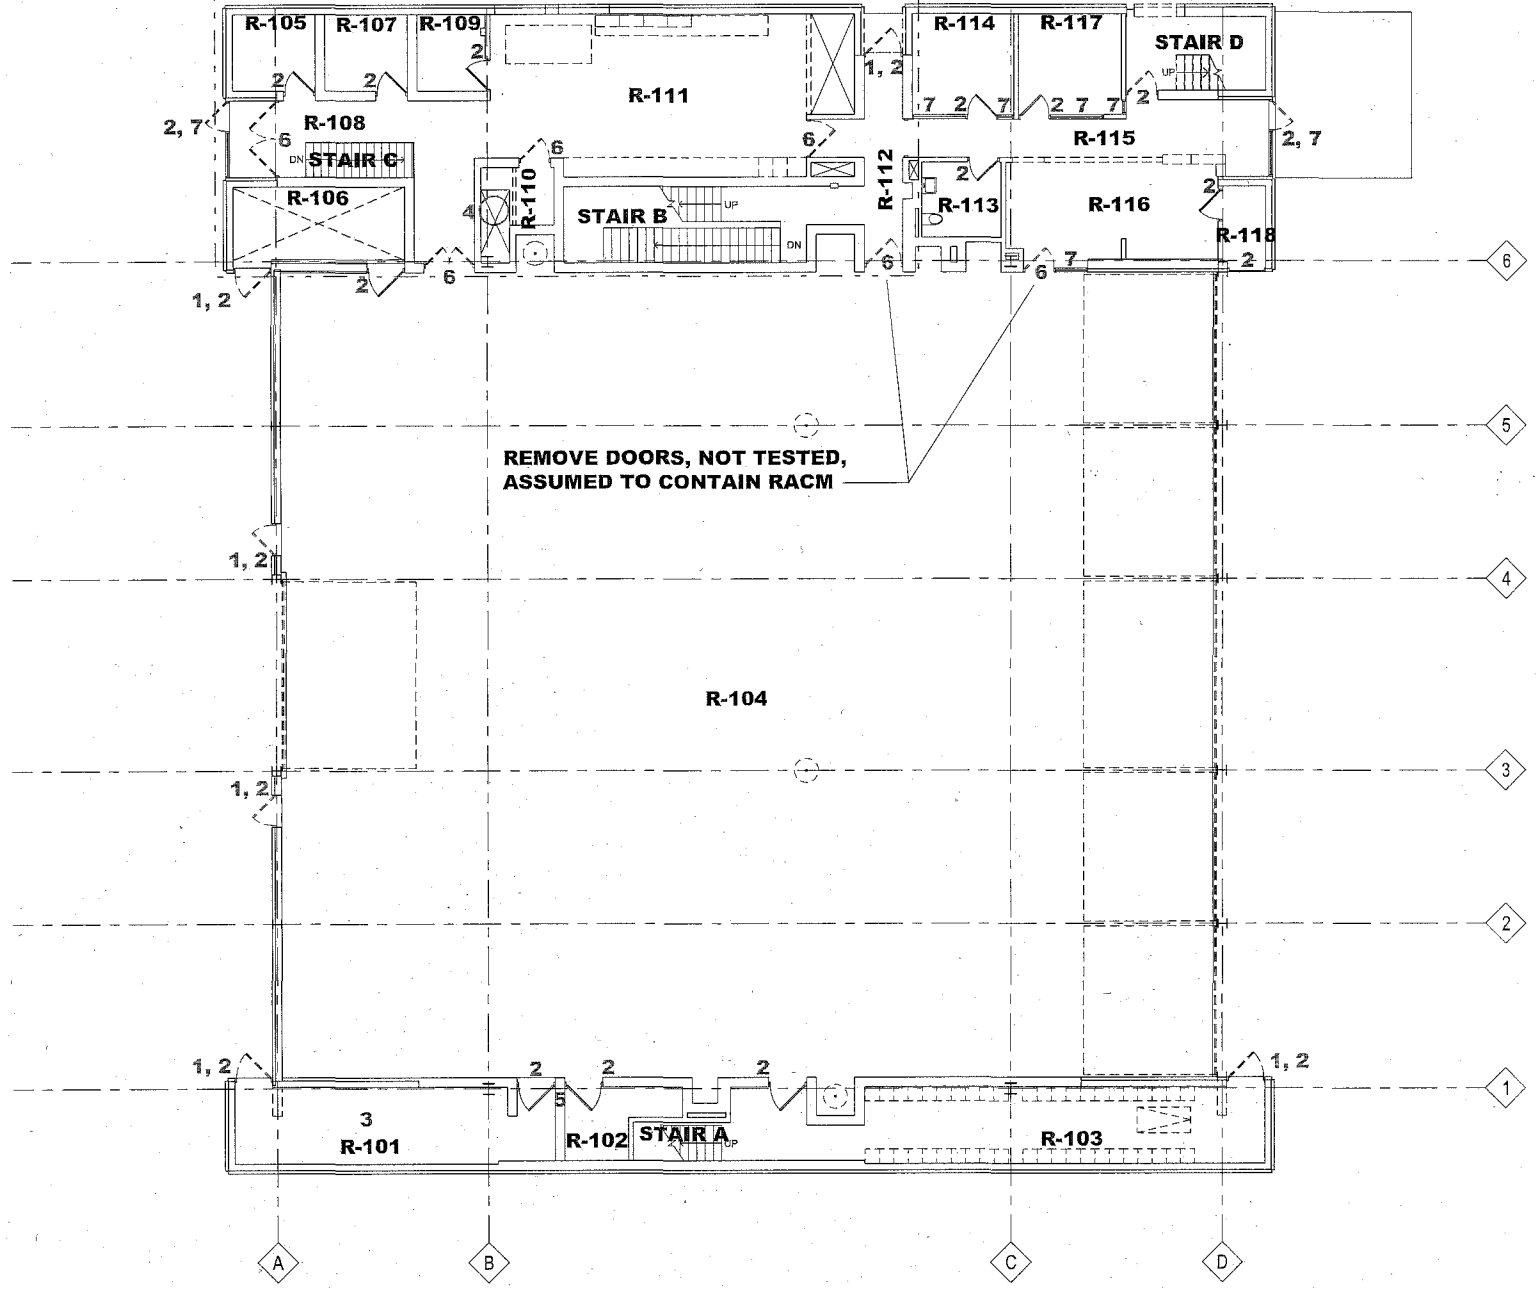 R-105
R-107
R-109
R-114
R-117
STAIR D
2
1, 2
UP
2
2
R-111
7
2
7
2
7
7
2
2, 7
R-108
6
6
6
R-115
2, 7
DN
STAIR C
R-110
R-112
2
R-106
R-113
R-116
2
4
STAIR B
UP
DN
R-118
6
6
6
7
2
6
1, 2
2
5
REMOVE DOORS, NOT TESTED,
ASSUMED TO CONTAIN RACM
1, 2
4
R-104
3
1, 2
2
1, 2
2
2
2
1, 2
1
5
3
R-101
R-102
STAIR A
UP
R-103
A
B
C
D